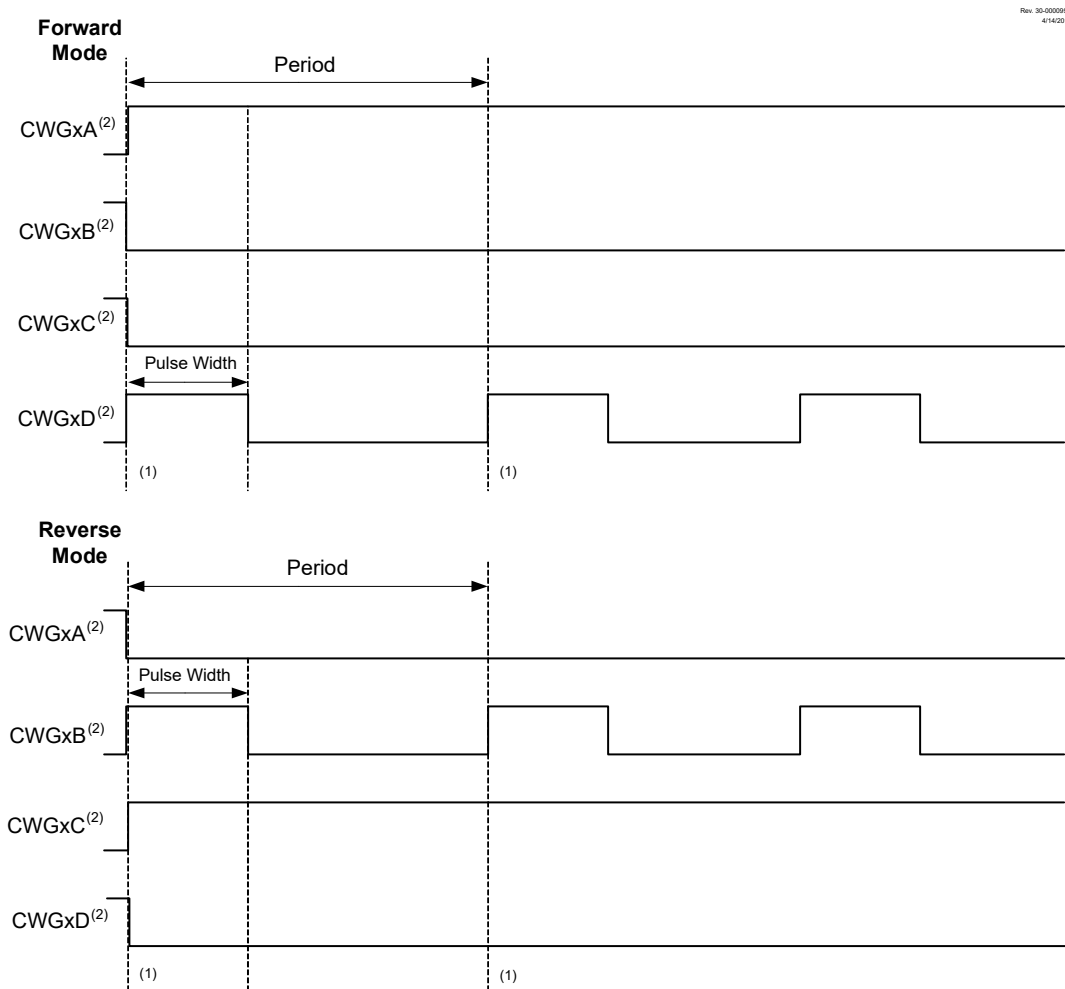 Rev. 30-000099
4/14/20
Forward
Mode
Period
CWGxA(2)
CWGxB(2)
CWGxC(2)
Pulse Width
CWGxD(2)
(1)
(1)
Reverse
Mode
Period
CWGxA(2)
Pulse Width
CWGxB(2)
CWGxC(2)
CWGxD(2)
(1)
(1)